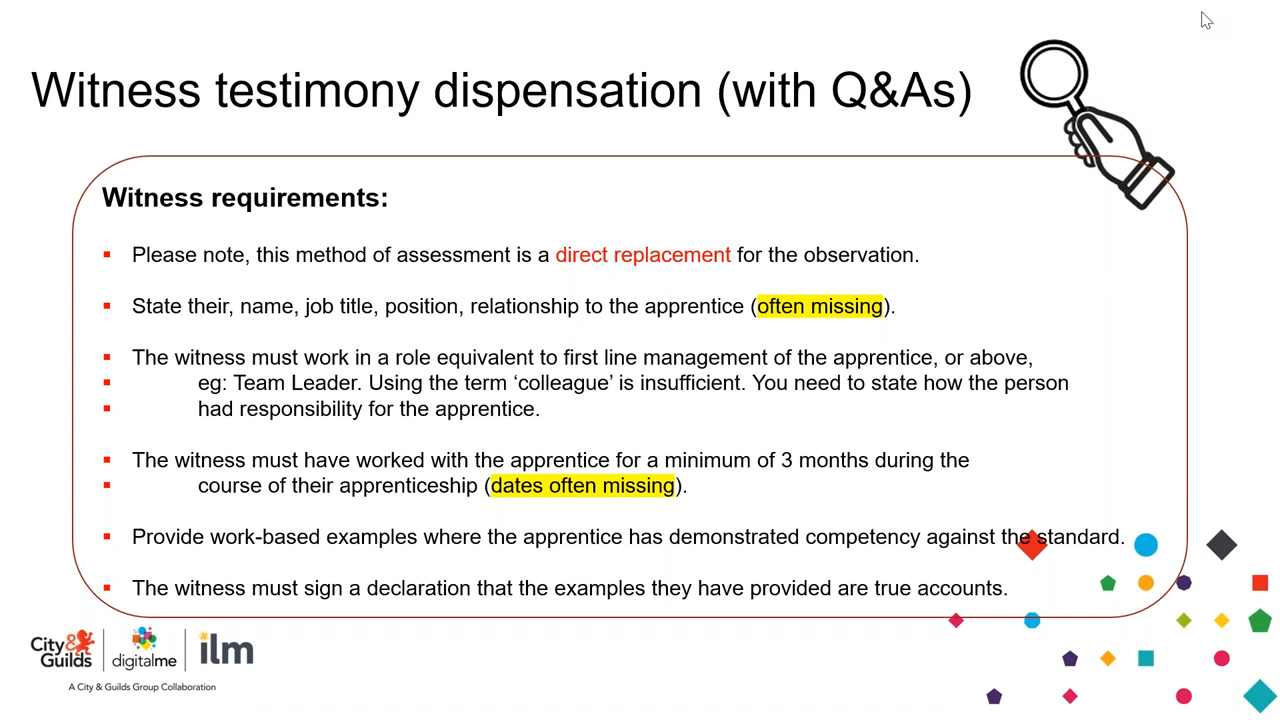 Witness testimony dispensation (with Q&As)
Witness requirements:
Please note, this method of assessment is a direct replacement for the observation.
State their, name, job title, position, relationship to the apprentice (often missing).
The witness must work in a role equivalent to first line management of the apprentice, or above,
eg: Team Leader. Using the term ‘colleague’ is insufficient. You need to state how the person
had responsibility for the apprentice.
The witness must have worked with the apprentice for a minimum of 3 months during the
course of their apprenticeship (dates often missing).
Provide work-based examples where the apprentice has demonstrated competency against the standard.
The witness must sign a declaration that the examples they have provided are true accounts.
City&
Guilds
digitalme
ilm
A City & Guilds Group Collaboration